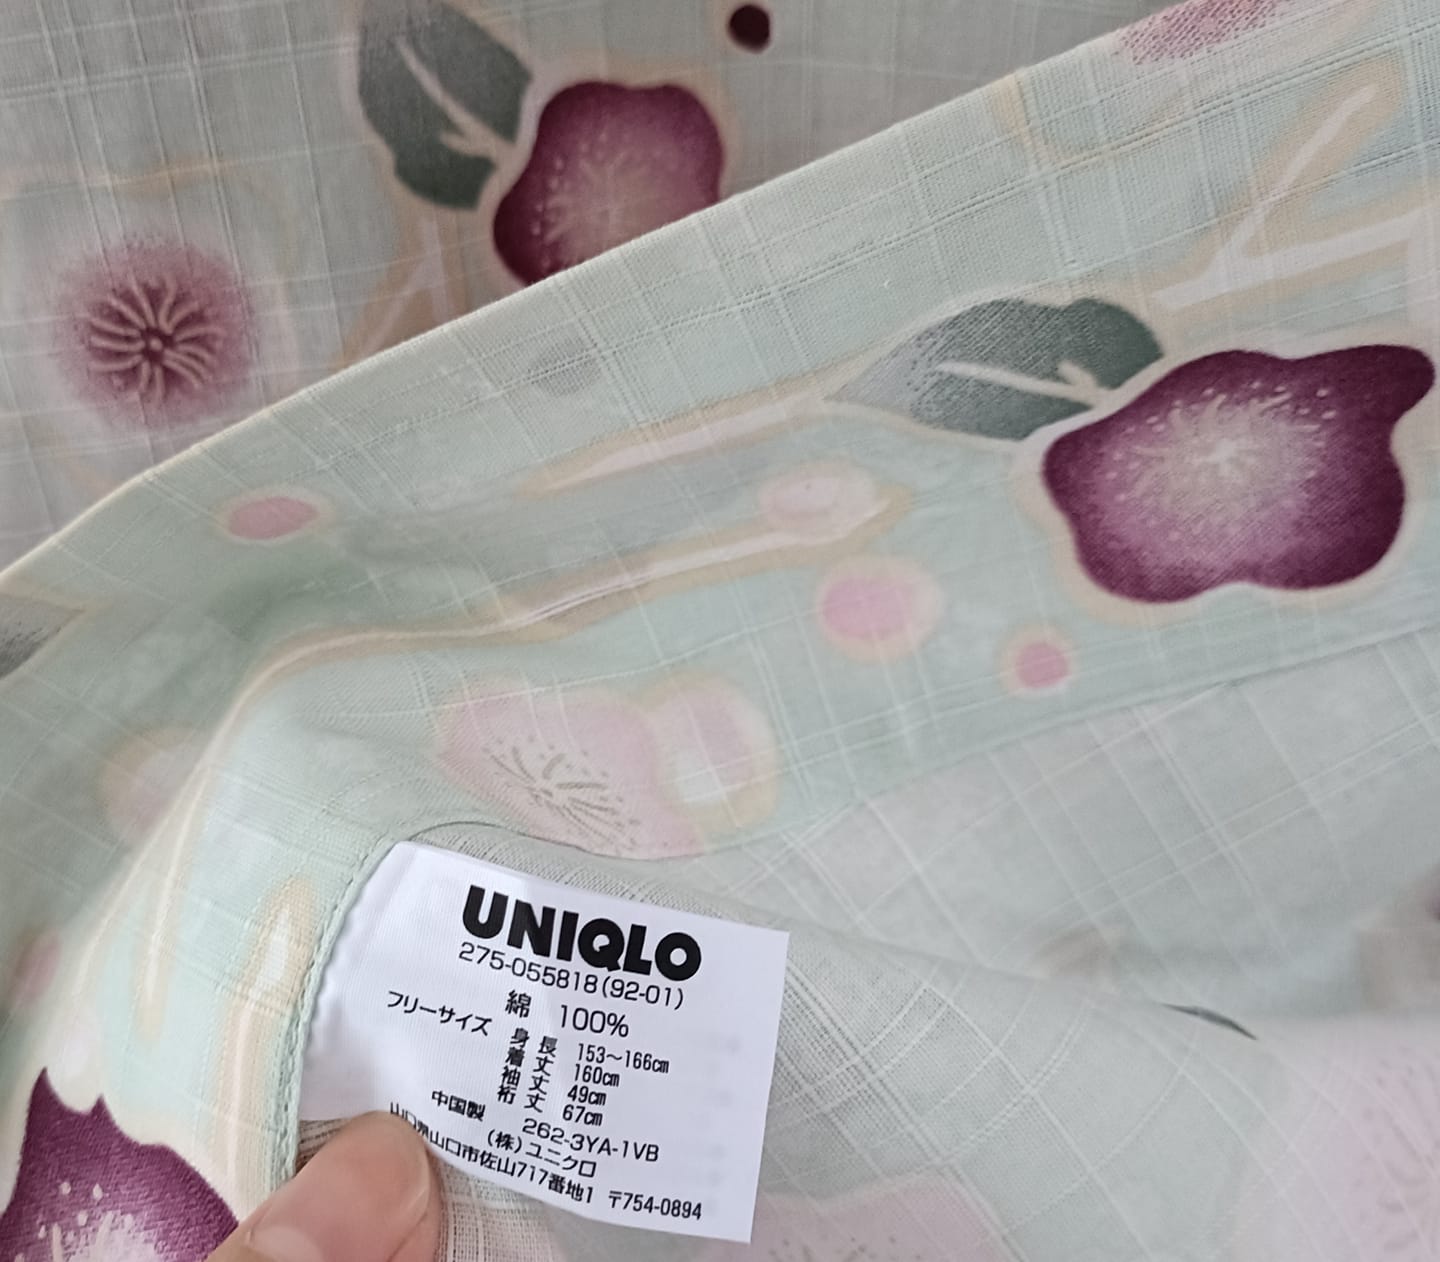 UNIQLO
275-055818(92-01)
綿 100%
フリーサイズ
身長 153～166cm
着丈 160cm
袖丈 49cm
裄丈 67cm
中国製 262-3YA-1VB
(株)ユニクロ
山口県山口市佐山717番地1 〒754-0894